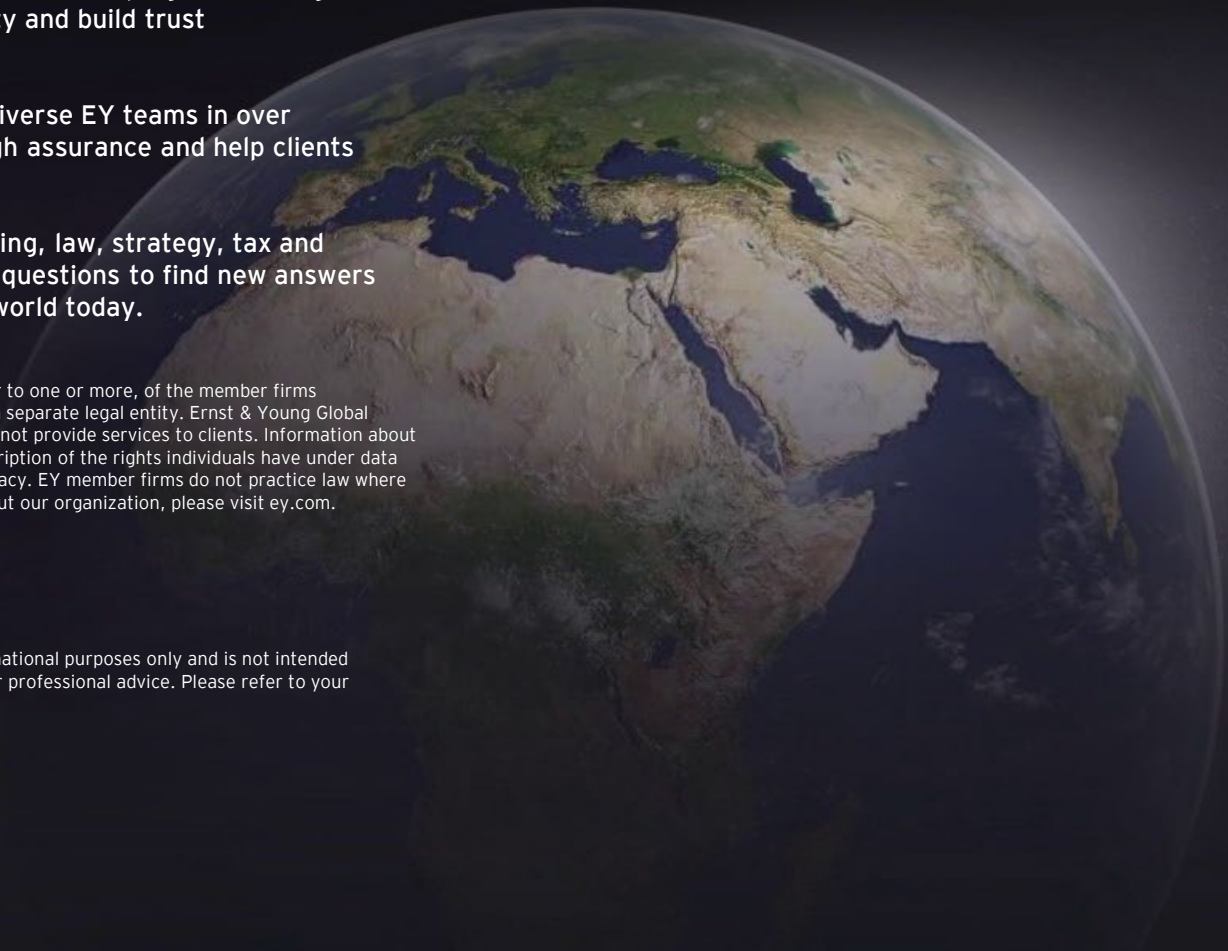 ty and build trust
iverse EY teams in over
gh assurance and help clients
ing, law, strategy, tax and
questions to find new answers
world today.
r to one or more, of the member firms
separate legal entity. Ernst & Young Global
not provide services to clients. Information about
ription of the rights individuals have under data
acy. EY member firms do not practice law where
ut our organization, please visit ey.com.
ational purposes only and is not intended
r professional advice. Please refer to your